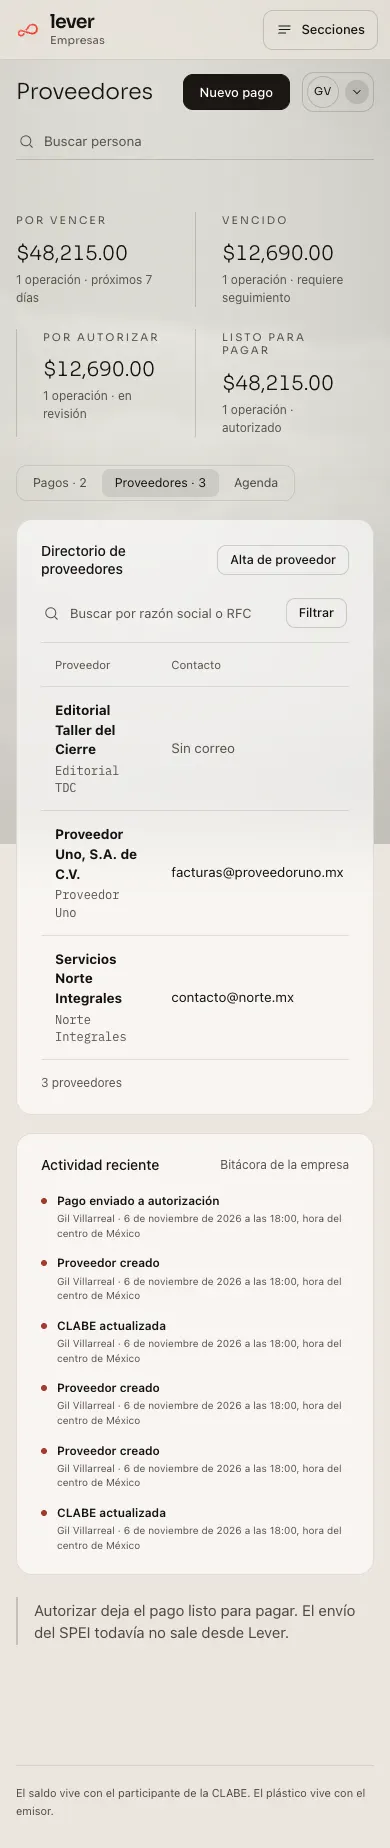 lever
Empresas
Secciones
Proveedores
Nuevo pago
GV
Buscar persona
POR VENCER
$48,215.00
1 operación · próximos 7
días
VENCIDO
$12,690.00
1 operación · requiere
seguimiento
POR AUTORIZAR
$12,690.00
1 operación · en
revisión
LISTO PARA
PAGAR
$48,215.00
1 operación ·
autorizado
Pagos · 2
Proveedores · 3
Agenda
Directorio de
proveedores
Alta de proveedor
Buscar por razón social o RFC
Filtrar
Proveedor
Contacto
Editorial
Taller del
Cierre
Editorial
TDC
Sin correo
Proveedor
Uno, S.A. de
C.V.
Proveedor
Uno
facturas@proveedoruno.mx
Servicios
Norte
Integrales
Norte
Integrales
contacto@norte.mx
3 proveedores
Actividad reciente
Bitácora de la empresa
Pago enviado a autorización
Gil Villarreal · 6 de noviembre de 2026 a las 18:00, hora del
centro de México
Proveedor creado
Gil Villarreal · 6 de noviembre de 2026 a las 18:00, hora del
centro de México
CLABE actualizada
Gil Villarreal · 6 de noviembre de 2026 a las 18:00, hora del
centro de México
Proveedor creado
Gil Villarreal · 6 de noviembre de 2026 a las 18:00, hora del
centro de México
Proveedor creado
Gil Villarreal · 6 de noviembre de 2026 a las 18:00, hora del
centro de México
CLABE actualizada
Gil Villarreal · 6 de noviembre de 2026 a las 18:00, hora del
centro de México
Autorizar deja el pago listo para pagar. El envío
del SPEI todavía no sale desde Lever.
El saldo vive con el participante de la CLABE. El plástico vive con el
emisor.